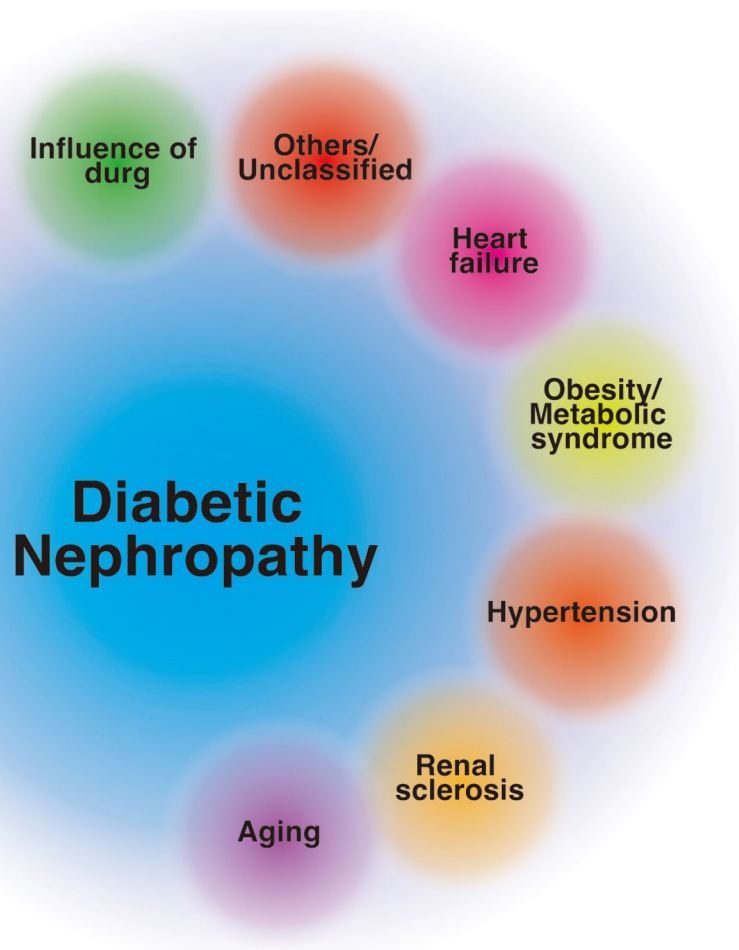 Influence of
durg
Others/
Unclassified
Heart
failure
Obesity/
Metabolic
syndrome
Diabetic
Nephropathy
Hypertension
Renal
sclerosis
Aging